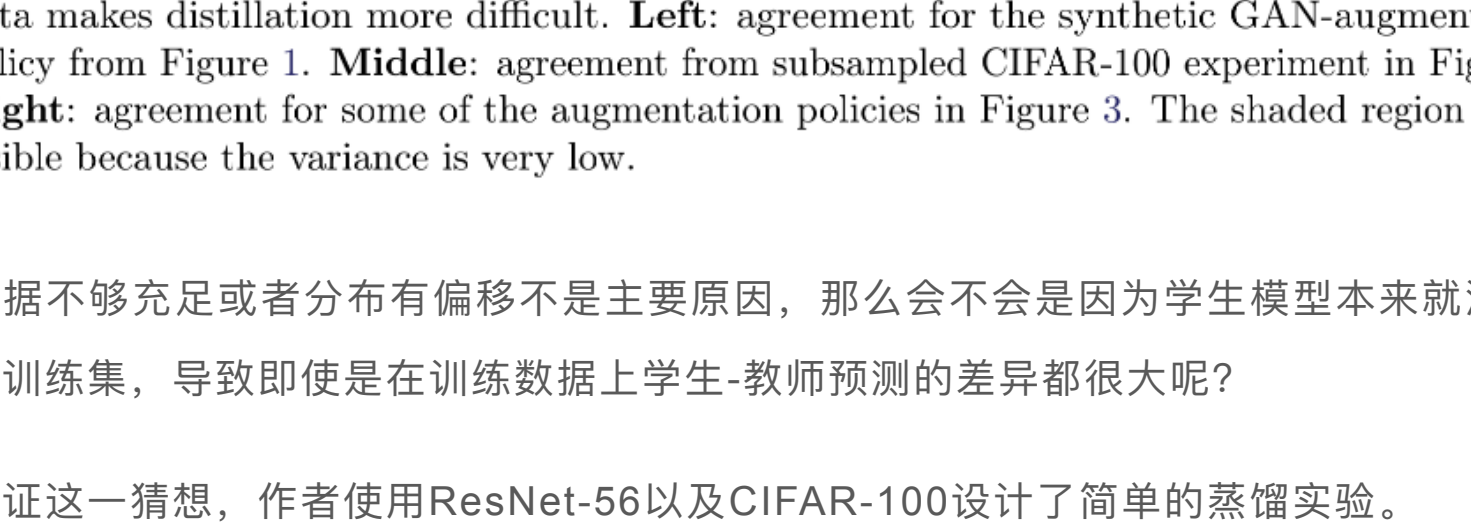 ta makes distillation more difficult. Left: agreement for the synthetic GAN-augmen
licy from Figure 1. Middle: agreement from subsampled CIFAR-100 experiment in Fig
ght: agreement for some of the augmentation policies in Figure 3. The shaded region
ible because the variance is very low.
据不够充足或者分布有偏移不是主要原因，那么会不会是因为学生模型本来就
训练集，导致即使是在训练数据上学生-教师预测的差异都很大呢?
证这一猜想，作者使用ResNet-56以及CIFAR-100设计了简单的蒸馏实验。